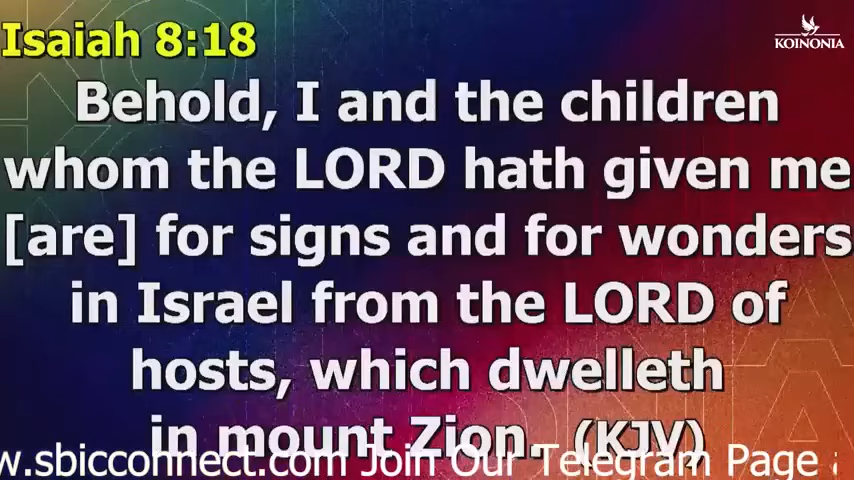 Isaiah 8:18
KOINONIA
Behold, I and the children
whom the LORD hath given me
[are] for signs and for wonders
in Israel from the LORD of
hosts, which dwelleth
in mount Zion. (KJV)
w.sbicconnect.com Join Our Telegram Page